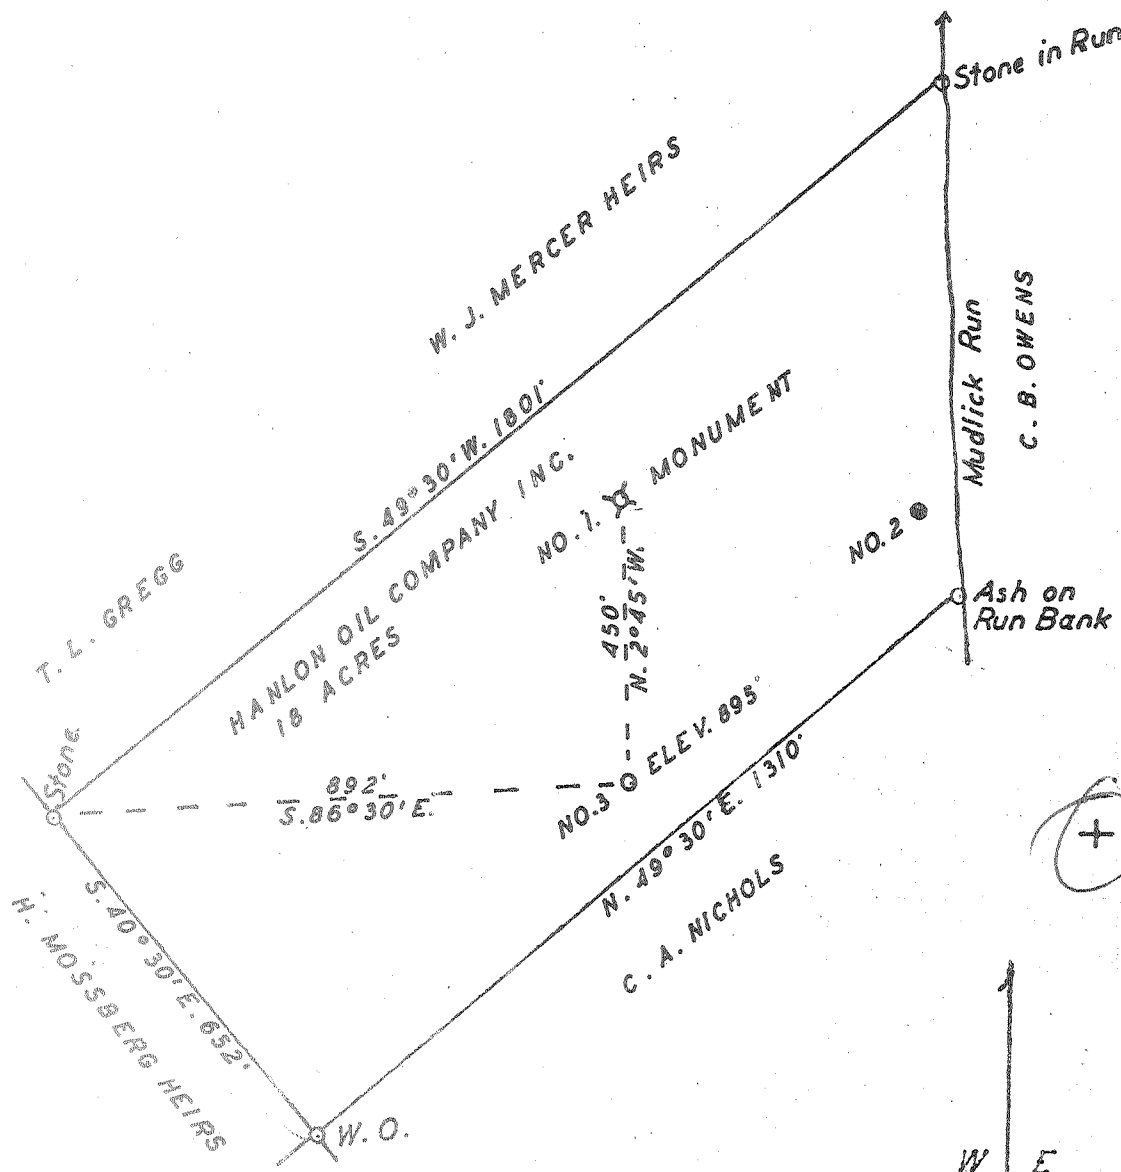 Stone in Run
W. J. MERCER HEIRS
Mudlick Run
C. B. OWENS
S. 49° 30' W. 1801'
HANLON OIL COMPANY INC.
18 ACRES
NO. 1. MONUMENT
NO. 2
450'
N. 2° 45' W.
T. L. GREGG
Ash on
Run Bank
Stone
892'
S. 86° 30' E.
NO. 3 ELEV. 895'
N. 49° 30' E. 1310'
C. A. NICHOLS
S. 40° 30' E. 652'
H. MOSSBERG HEIRS
W. O.
W E